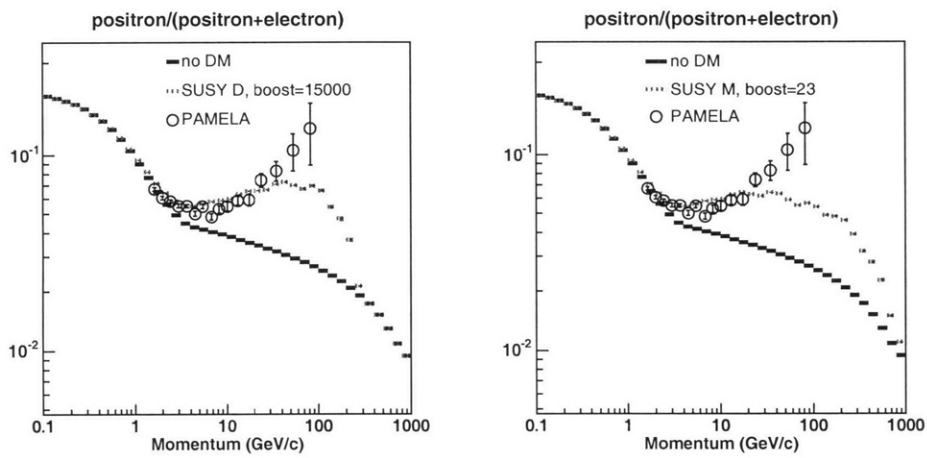 positron/(positron+electron)
no DM
SUSY D, boost=15000
PAMELA
10⁻¹
10⁻²
0.1 1 10 100 1000
Momentum (GeV/c)
positron/(positron+electron)
no DM
SUSY M, boost=23
PAMELA
10⁻¹
10⁻²
0.1 1 10 100 1000
Momentum (GeV/c)